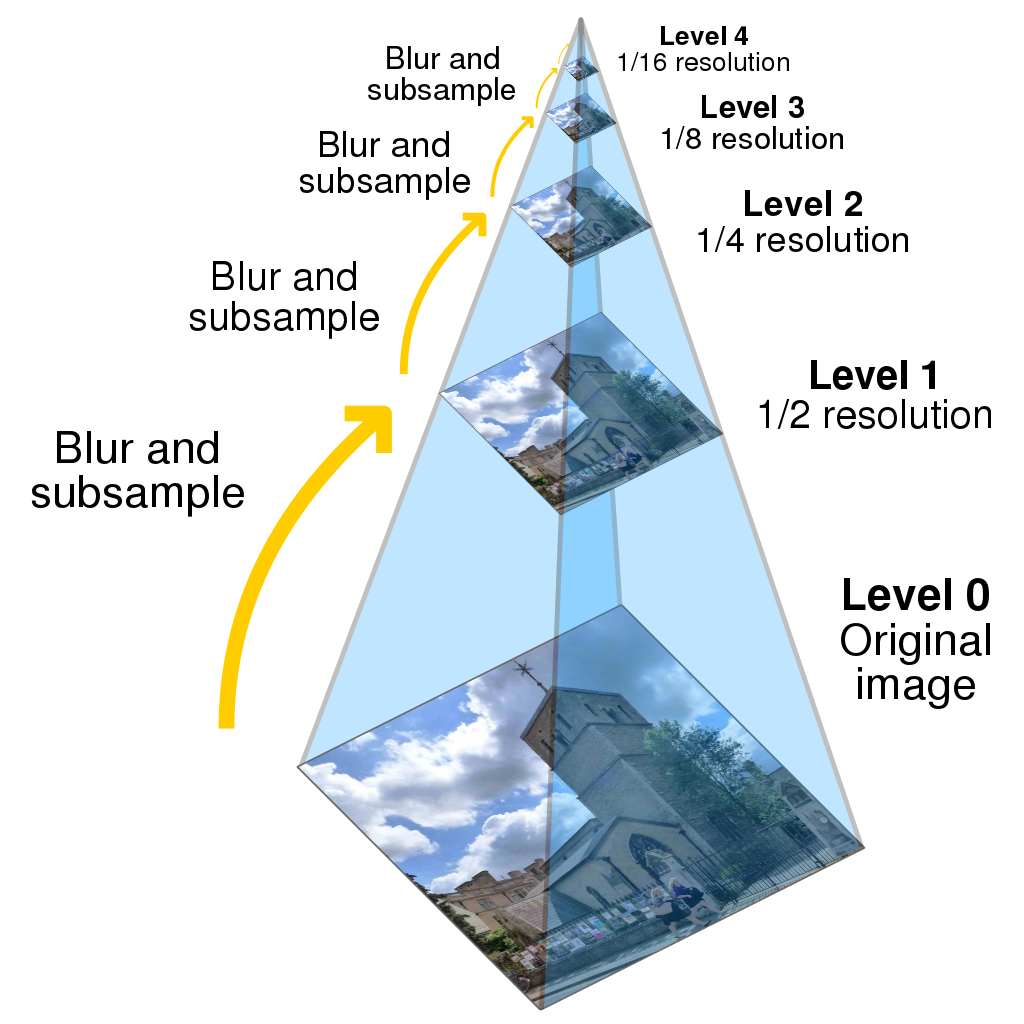 Level 4
1/16 resolution
Blur and
subsample
Level 3
1/8 resolution
Blur and
subsample
Level 2
1/4 resolution
Blur and
subsample
Level 1
1/2 resolution
Blur and
subsample
Level 0
Original
image